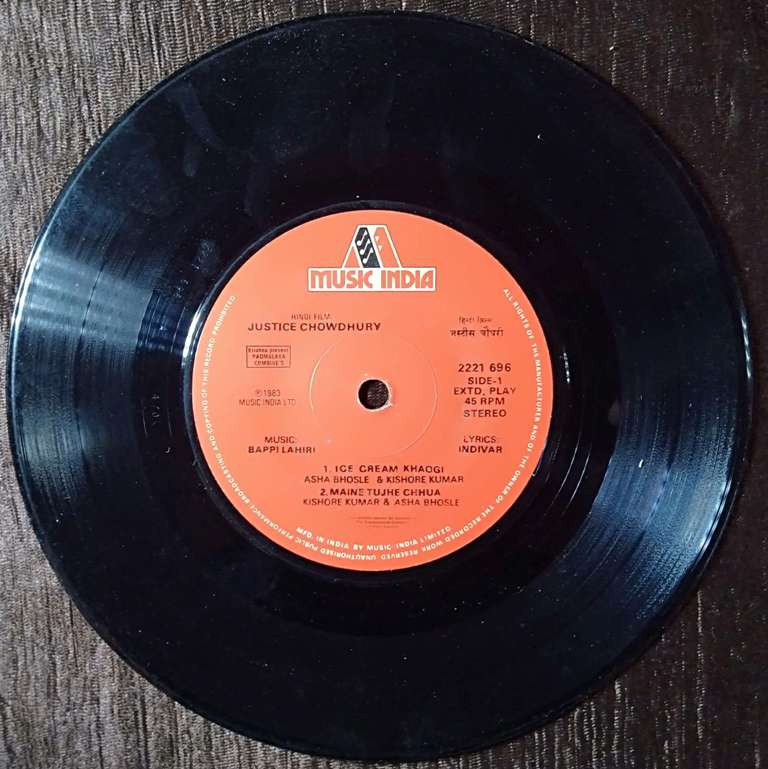 MUSIC INDIA
HINDI FILM
JUSTICE CHOWDHURY
हिन्दी फ़िल्म
जस्टीस चौधरी
Krishna present
PADMALAYA
COMBINE'S
2221 696
SIDE-1
EXTD, PLAY
45 RPM
STEREO
℗1983
MUSIC INDIA LTD
MUSIC:
BAPPI LAHIRI
LYRICS:
INDIVAR
1. ICE CREAM KHAOGI
ASHA BHOSLE & KISHORE KUMAR
2. MAINE TUJHE CHHUA
KISHORE KUMAR & ASHA BHOSLE
ALL RIGHTS OF THE MANUFACTURER AND OF THE OWNER OF THE RECORDED WORK RESERVED. UNAUTHORISED PUBLIC PERFORMANCE BROADCASTING AND COPYING OF THIS RECORD PROHIBITED
MFD. IN INDIA BY MUSIC INDIA LIMITED.